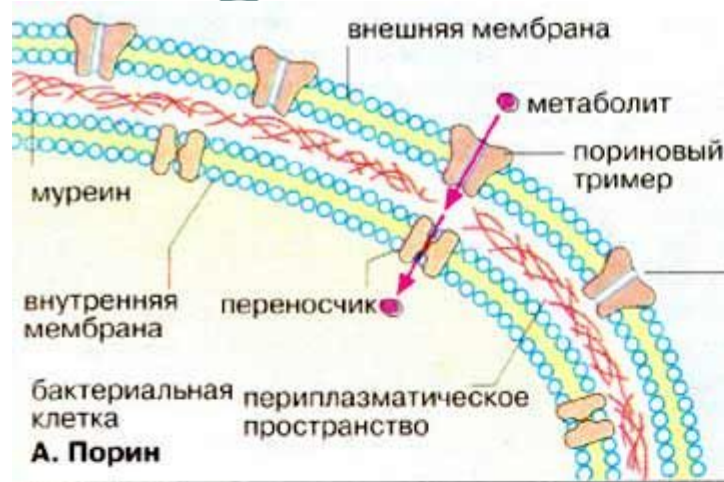 внешняя мембрана
метаболит
пориновый
тример
муреин
внутренняя
мембрана
переносчик
бактериальная
клетка
периплазматическое
пространство
А. Порин